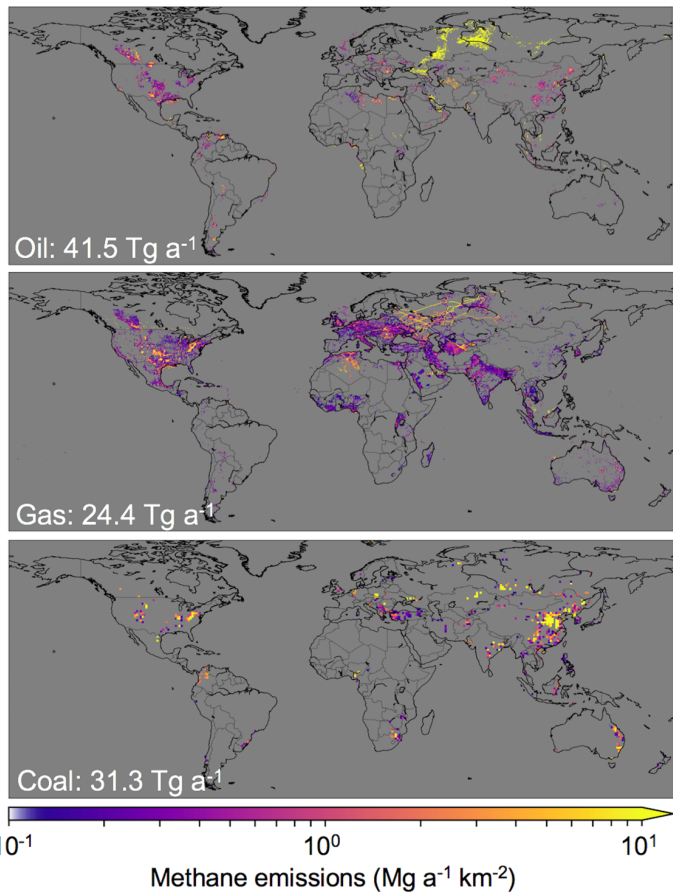 Oil: 41.5 Tg a⁻¹
Gas: 24.4 Tg a⁻¹
Coal: 31.3 Tg a⁻¹
10⁻¹ 10⁰ 10¹
Methane emissions (Mg a⁻¹ km⁻²)